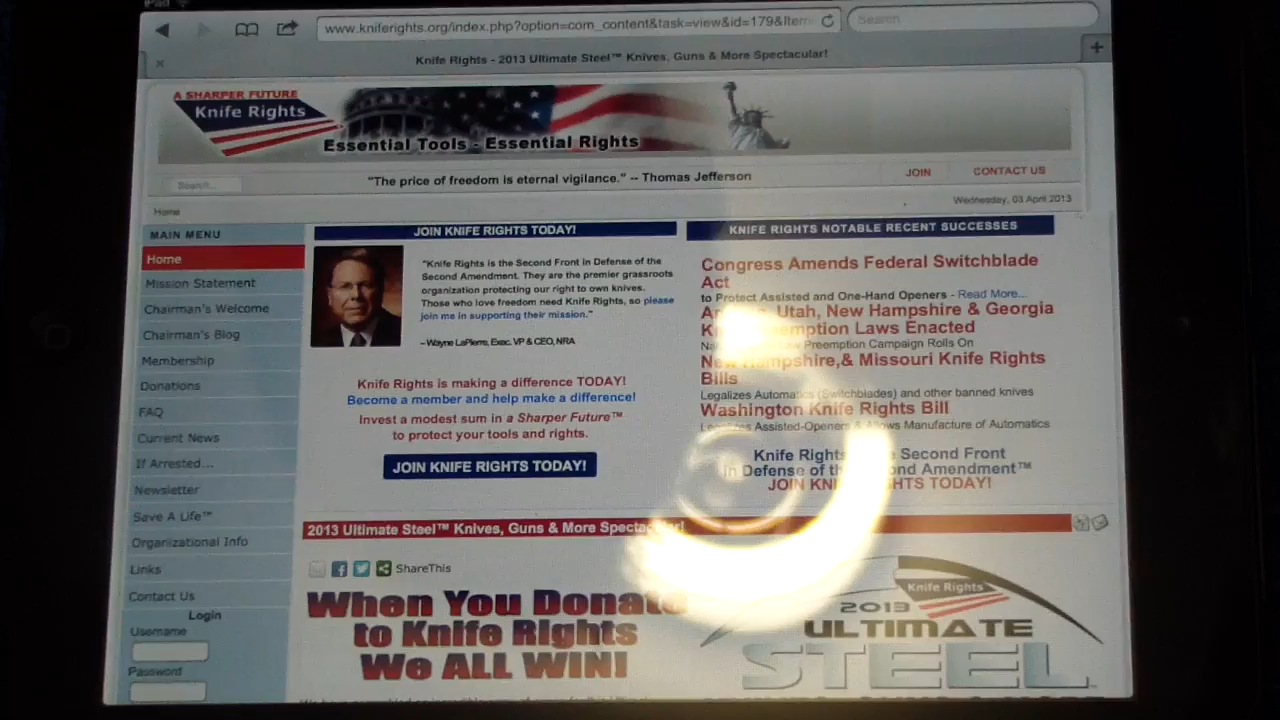 iPad
www.kniferights.org/index.php?option=com_content&task=view&id=179&Item
Search
Knife Rights - 2013 Ultimate Steel™ Knives, Guns & More Spectacular!
A SHARPER FUTURE
Knife Rights
Essential Tools - Essential Rights
Search...
"The price of freedom is eternal vigilance." -- Thomas Jefferson
JOIN
CONTACT US
Wednesday, 03 April 2013
Home
MAIN MENU
Home
Mission Statement
Chairman's Welcome
Chairman's Blog
Membership
Donations
FAQ
Current News
If Arrested...
Newsletter
Save A Life™
Organizational Info
Links
Contact Us
Login
Username
Password
JOIN KNIFE RIGHTS TODAY!
"Knife Rights is the Second Front in Defense of the
Second Amendment. They are the premier grassroots
organization protecting our right to own knives.
Those who love freedom need Knife Rights, so please
join me in supporting their mission."
~ Wayne LaPierre, Exec. VP & CEO, NRA
Knife Rights is making a difference TODAY!
Become a member and help make a difference!
Invest a modest sum in a Sharper Future™
to protect your tools and rights.
JOIN KNIFE RIGHTS TODAY!
KNIFE RIGHTS NOTABLE RECENT SUCCESSES
Congress Amends Federal Switchblade
Act
to Protect Assisted and One-Hand Openers - Read More...
Utah, New Hampshire & Georgia
Laws Enacted
Preemption Campaign Rolls On
New Hampshire,& Missouri Knife Rights
Bills
Legalizes Automatics (Switchblades) and other banned knives
Washington Knife Rights Bill
Legalizes Assisted-Openers & Allows Manufacture of Automatics
Knife Rights Second Front
in Defense of the Second Amendment™
JOIN KNIFE RIGHTS TODAY!
2013 Ultimate Steel™ Knives, Guns & More Spectacular!
ShareThis
When You Donate
to Knife Rights
We ALL WIN!
Knife Rights
2013
ULTIMATE
STEEL